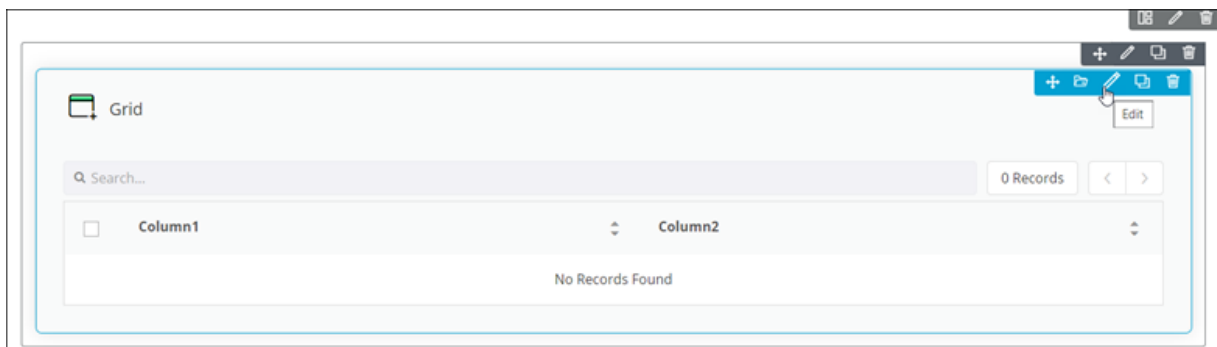 Grid
Edit
Search...
0 Records
Column1
Column2
No Records Found